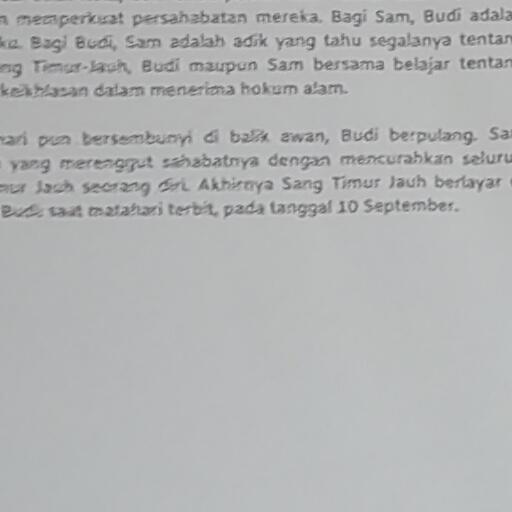 memperkuat persahabatan mereka. Bagi Sam, Budi adala
Bagi Budi, Sam adalah adik yang tahu segalanya tentan
ng Timur-Jauh, Budi maupun Sam bersama belajar tentan
keikhlasan dalam menerima hokum alam.
hari pun bersembunyi di balik awan, Budi berpulang. Sa
yang merenggut sahabatnya dengan mencurahkan seluru
mur Jauh seorang diri. Akhirnya Sang Timur Jauh berlayar
Budi saat matahari terbit, pada tanggal 10 September.